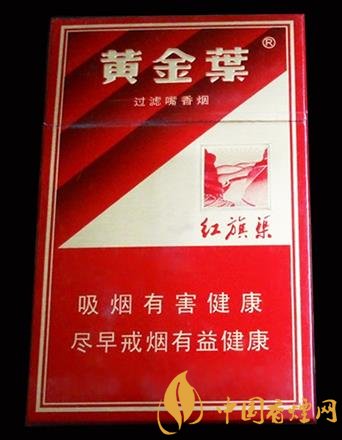 黄金葉®
过滤嘴香烟
红旗渠
吸烟有害健康
尽早戒烟有益健康
中国香烟网